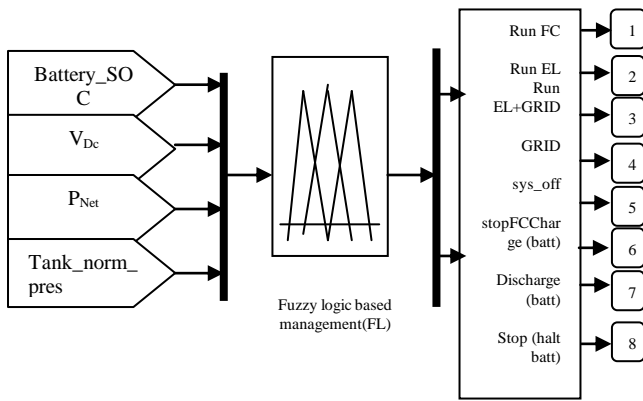 Battery_SO
C
V_Dc
P_Net
Tank_norm_
pres
Fuzzy logic based
management(FL)
Run FC
Run EL
Run
EL+GRID
GRID
sys_off
stopFCChar
ge (batt)
Discharge
(batt)
Stop (halt
batt)
1
2
3
4
5
6
7
8